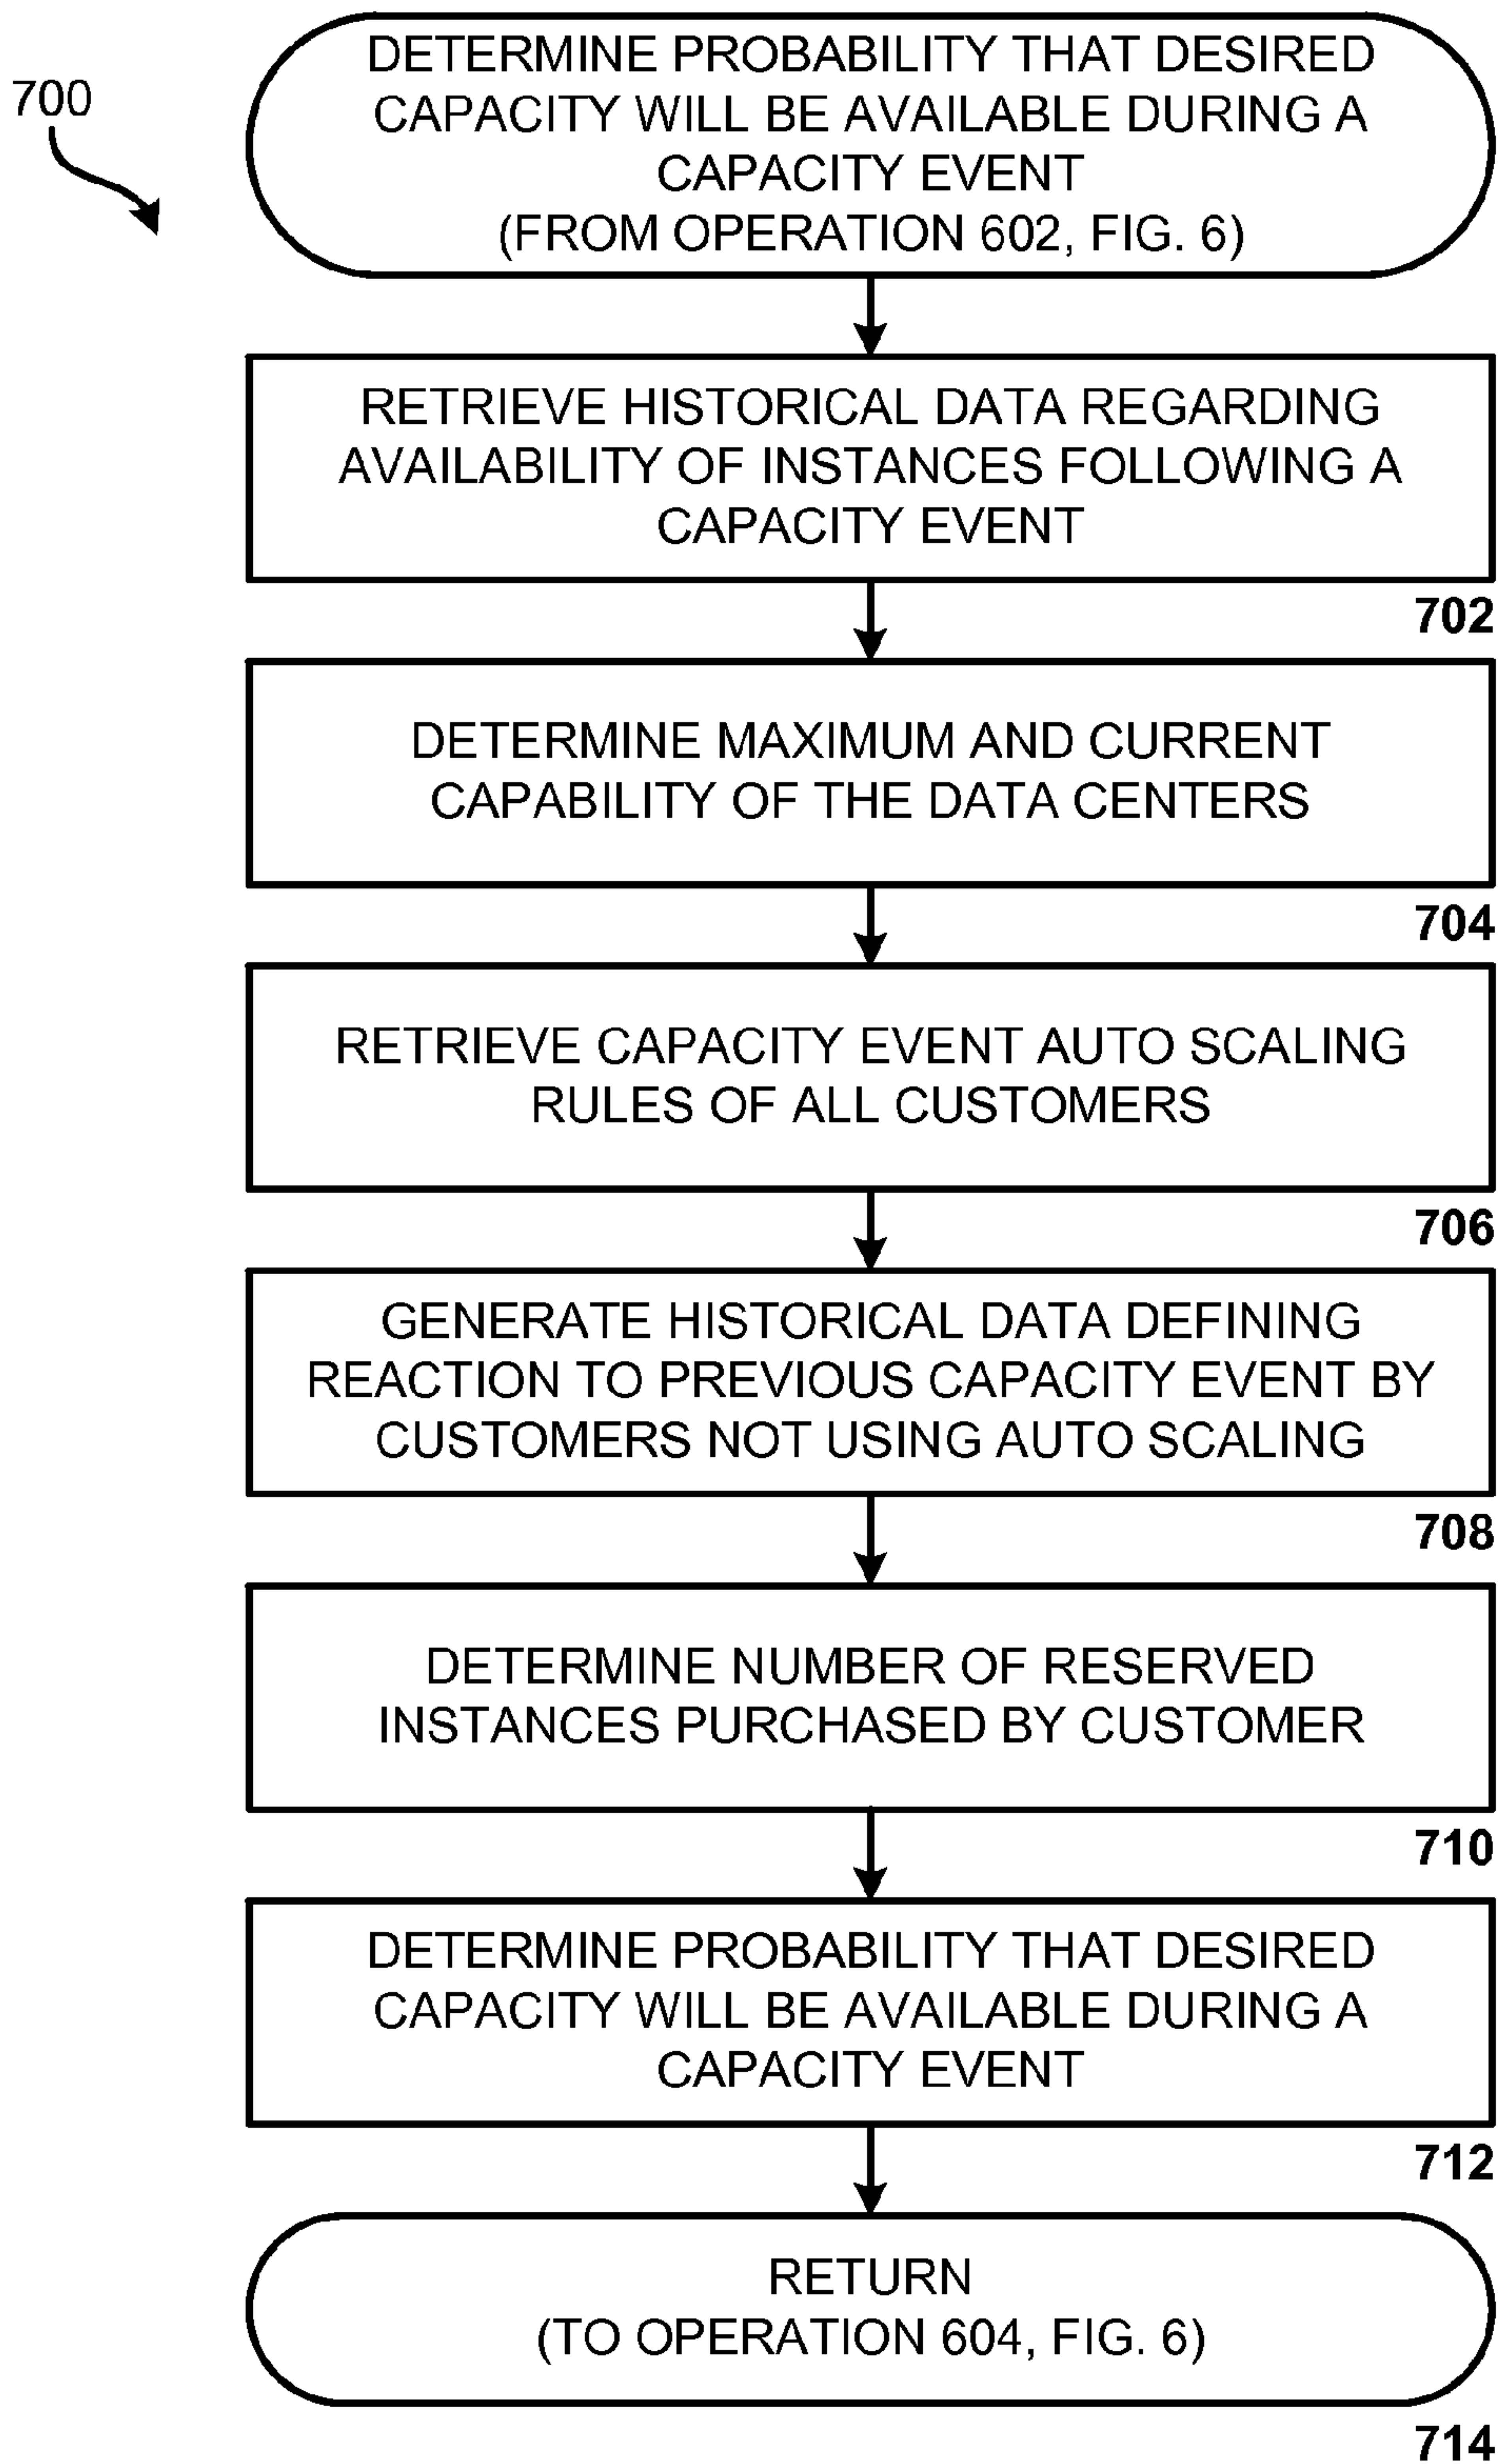 700
DETERMINE PROBABILITY THAT DESIRED
CAPACITY WILL BE AVAILABLE DURING A
CAPACITY EVENT
(FROM OPERATION 602, FIG. 6)
RETRIEVE HISTORICAL DATA REGARDING
AVAILABILITY OF INSTANCES FOLLOWING A
CAPACITY EVENT
702
DETERMINE MAXIMUM AND CURRENT
CAPABILITY OF THE DATA CENTERS
704
RETRIEVE CAPACITY EVENT AUTO SCALING
RULES OF ALL CUSTOMERS
706
GENERATE HISTORICAL DATA DEFINING
REACTION TO PREVIOUS CAPACITY EVENT BY
CUSTOMERS NOT USING AUTO SCALING
708
DETERMINE NUMBER OF RESERVED
INSTANCES PURCHASED BY CUSTOMER
710
DETERMINE PROBABILITY THAT DESIRED
CAPACITY WILL BE AVAILABLE DURING A
CAPACITY EVENT
712
RETURN
(TO OPERATION 604, FIG. 6)
714